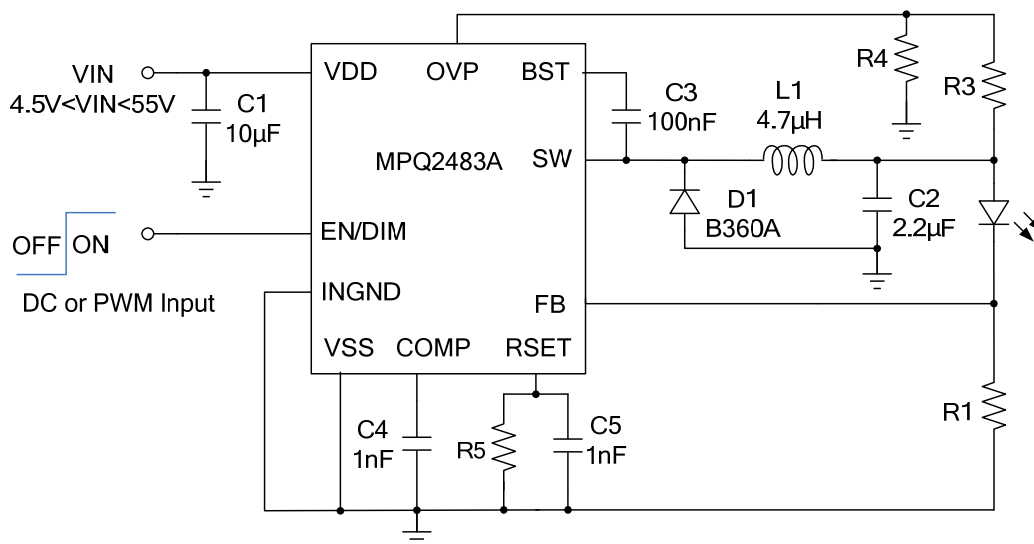 VIN
4.5V<VIN<55V
C1
10µF
VDD
OVP
BST
MPQ2483A
SW
C3
100nF
L1
4.7µH
R4
R3
D1
B360A
C2
2.2µF
OFF
ON
DC or PWM Input
EN/DIM
INGND
FB
VSS
COMP
RSET
C4
1nF
R5
C5
1nF
R1